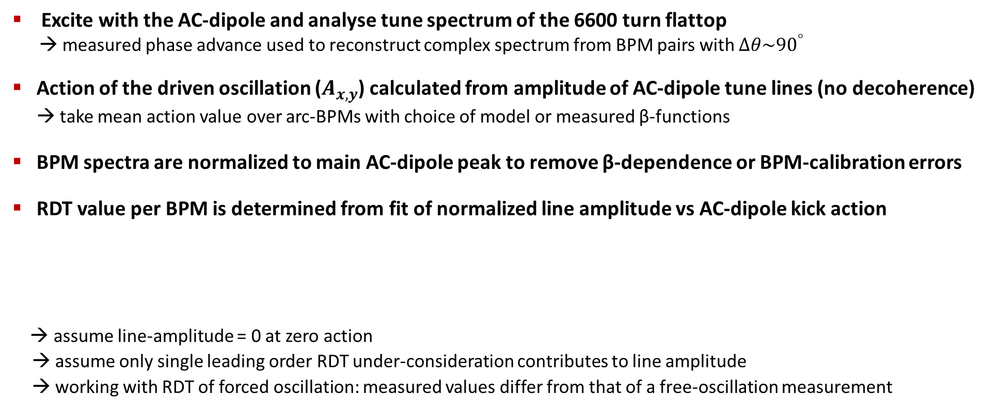 ▪ Excite with the AC-dipole and analyse tune spectrum of the 6600 turn flattop
→ measured phase advance used to reconstruct complex spectrum from BPM pairs with Δθ~90°
▪ Action of the driven oscillation (Aₓ,ᵧ) calculated from amplitude of AC-dipole tune lines (no decoherence)
→ take mean action value over arc-BPMs with choice of model or measured β-functions
▪ BPM spectra are normalized to main AC-dipole peak to remove β-dependence or BPM-calibration errors
▪ RDT value per BPM is determined from fit of normalized line amplitude vs AC-dipole kick action
→ assume line-amplitude = 0 at zero action
→ assume only single leading order RDT under-consideration contributes to line amplitude
→ working with RDT of forced oscillation: measured values differ from that of a free-oscillation measurement